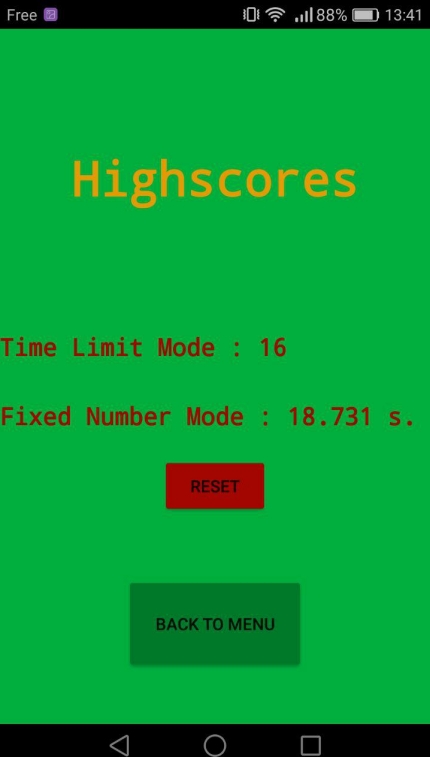 Free 88% 13:41
Highscores
Time Limit Mode : 16
Fixed Number Mode : 18.731 s.
RESET
BACK TO MENU